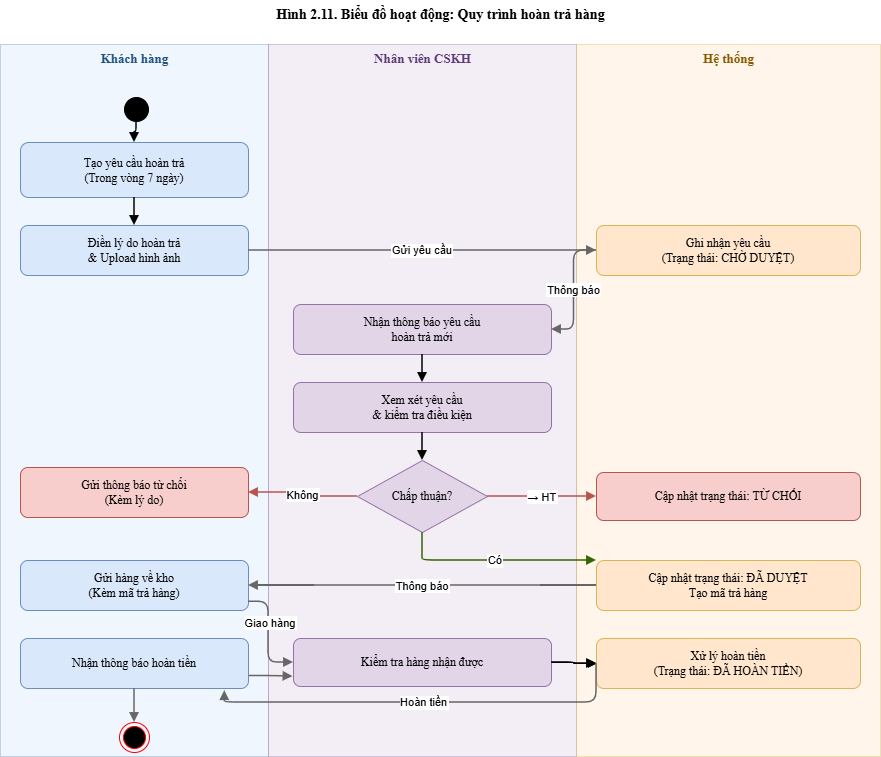 Hình 2.11. Biểu đồ hoạt động: Quy trình hoàn trả hàng
Khách hàng
Nhân viên CSKH
Hệ thống
Tạo yêu cầu hoàn trả
(Trong vòng 7 ngày)
Điền lý do hoàn trả
& Upload hình ảnh
Gửi yêu cầu
Ghi nhận yêu cầu
(Trạng thái: CHỜ DUYỆT)
Thông báo
Nhận thông báo yêu cầu
hoàn trả mới
Xem xét yêu cầu
& kiểm tra điều kiện
Gửi thông báo từ chối
(Kèm lý do)
Không
Chấp thuận?
→ HT
Cập nhật trạng thái: TỪ CHỐI
Có
Gửi hàng về kho
(Kèm mã trả hàng)
Thông báo
Cập nhật trạng thái: ĐÃ DUYỆT
Tạo mã trả hàng
Giao hàng
Nhận thông báo hoàn tiền
Kiểm tra hàng nhận được
Xử lý hoàn tiền
(Trạng thái: ĐÃ HOÀN TIỀN)
Hoàn tiền